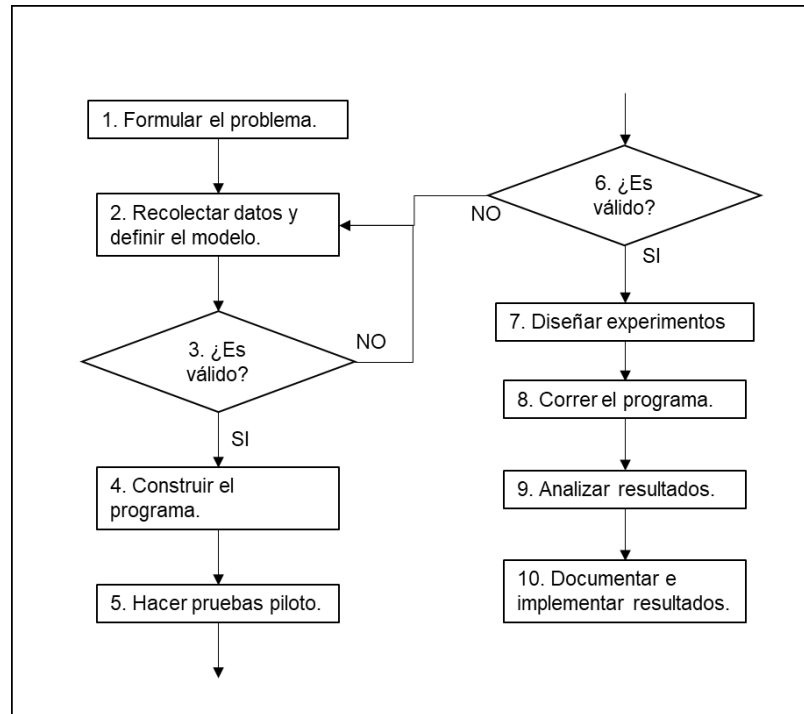 1. Formular el problema.
2. Recolectar datos y
definir el modelo.
3. ¿Es
válido?
NO
SI
4. Construir el
programa.
5. Hacer pruebas piloto.
6. ¿Es
válido?
NO
SI
7. Diseñar experimentos
8. Correr el programa.
9. Analizar resultados.
10. Documentar e
implementar resultados.